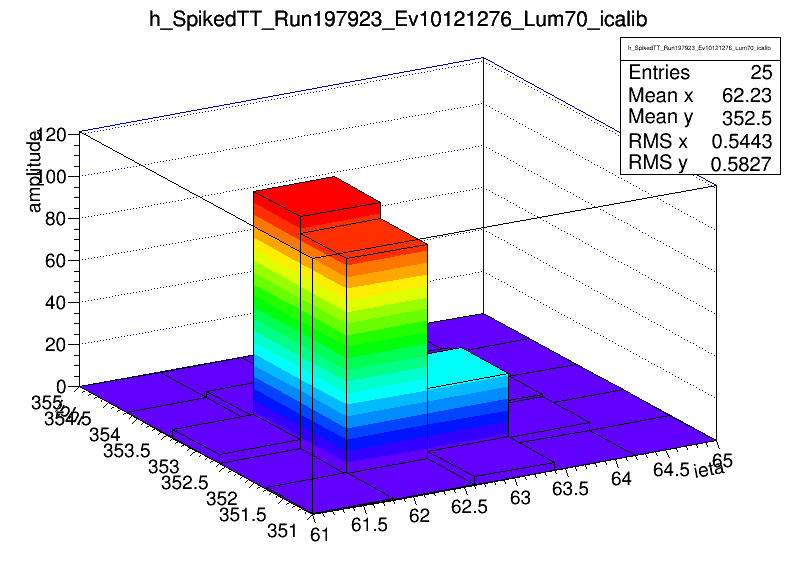 h_SpikedTT_Run197923_Ev10121276_Lum70_icalib
h_SpikedTT_Run197923_Ev10121276_Lum70_icalib
Entries 25
Mean x 62.23
Mean y 352.5
RMS x 0.5443
RMS y 0.5827
amplitude
120
100
80
60
40
20
0
355
354.5
354
353.5
353
352.5
352
351.5
351
61
61.5
62
62.5
63
63.5
64
64.5
65
ieta